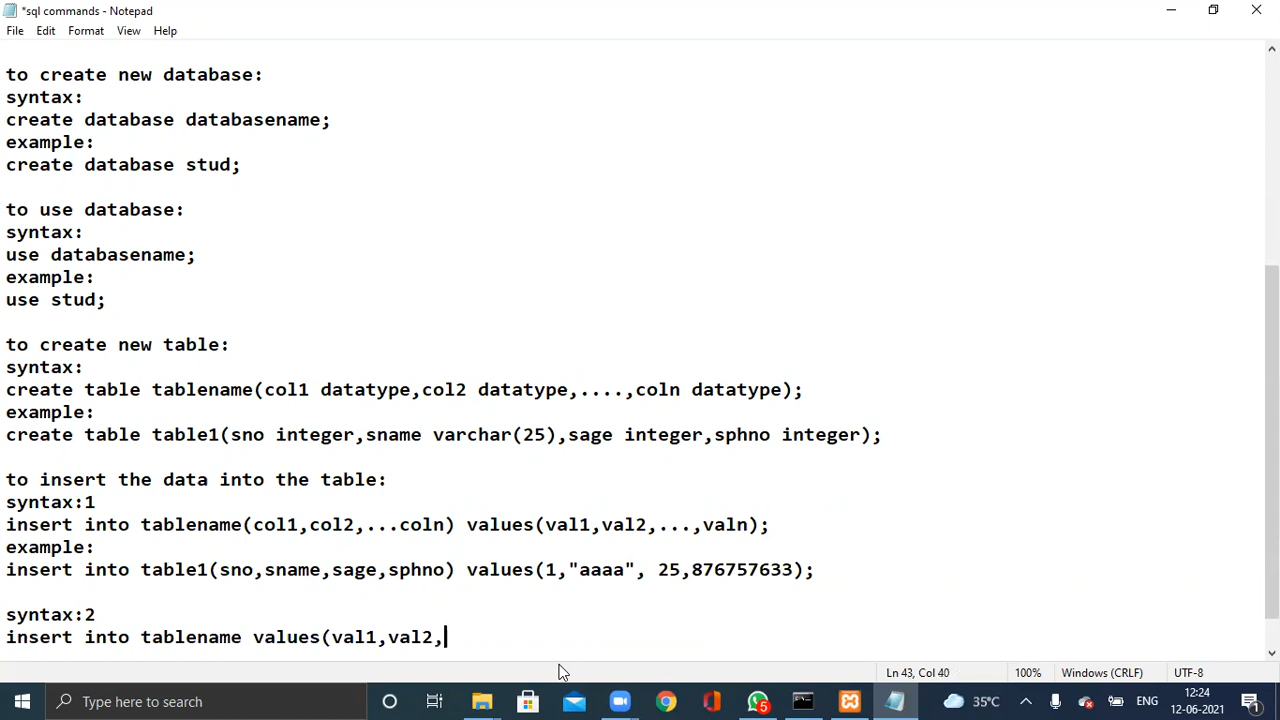 *sql commands - Notepad
File Edit Format View Help
to create new database:
syntax:
create database databasename;
example:
create database stud;
to use database:
syntax:
use databasename;
example:
use stud;
to create new table:
syntax:
create table tablename(col1 datatype,col2 datatype,....,coln datatype);
example:
create table table1(sno integer,sname varchar(25),sage integer,sphno integer);
to insert the data into the table:
syntax:1
insert into tablename(col1,col2,...coln) values(val1,val2,...,valn);
example:
insert into table1(sno,sname,sage,sphno) values(1,"aaaa", 25,876757633);
syntax:2
insert into tablename values(val1,val2,
Ln 43, Col 40 100% Windows (CRLF) UTF-8
Type here to search 5 35°C ENG 12:24 1
12-06-2021